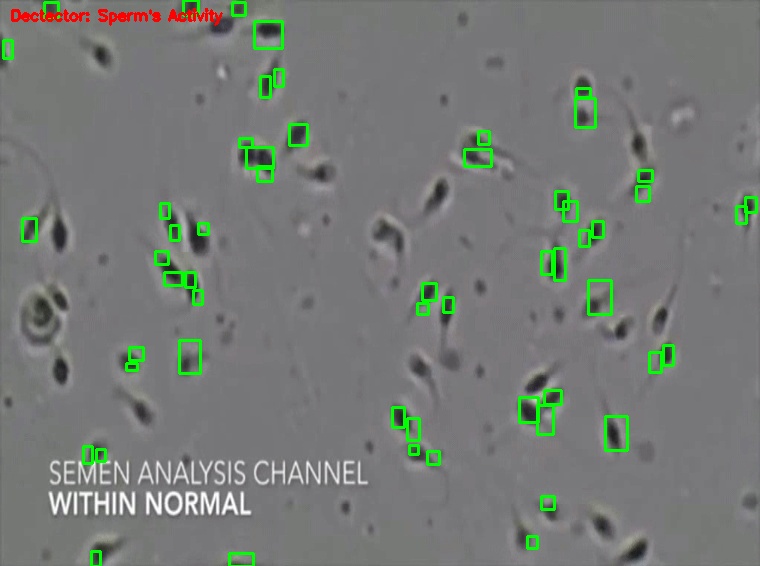 Dectector: Sperm's Activity
SEMEN ANALYSIS CHANNEL
WITHIN NORMAL